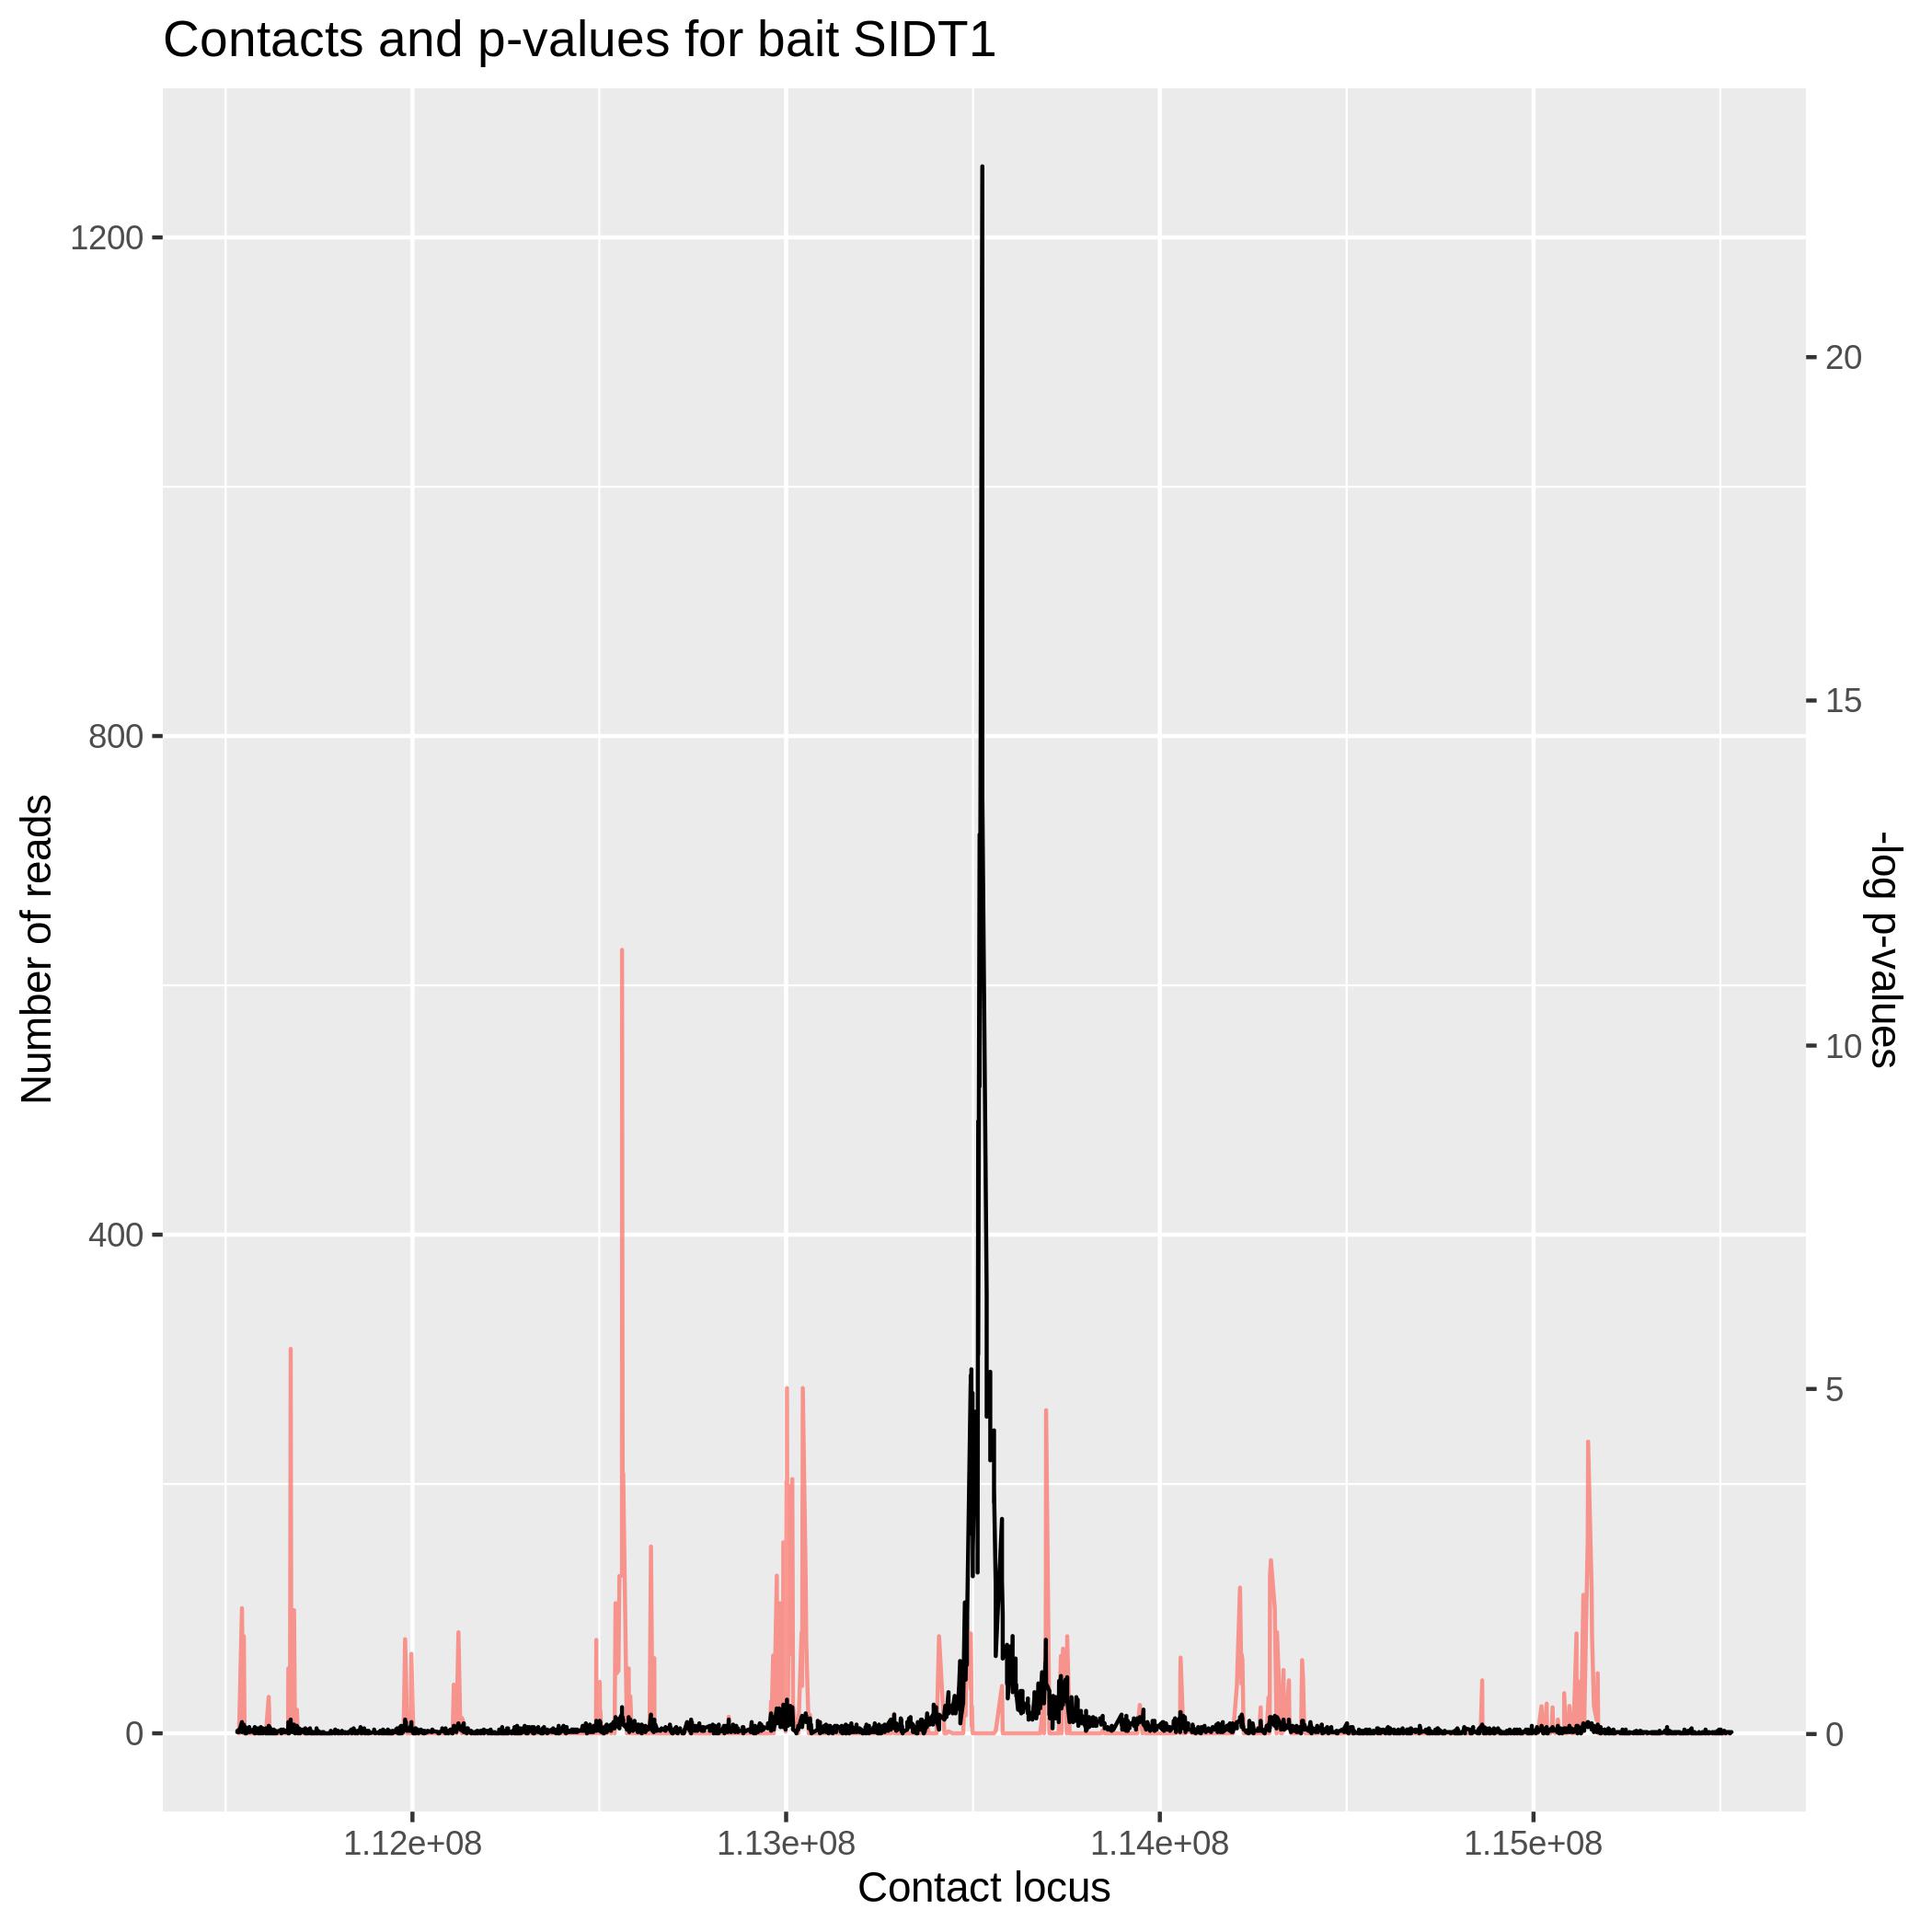 Contacts and p-values for bait SIDT1
1200
800
400
0
Number of reads
20
15
10
5
0
-log p-values
1.12e+08
1.13e+08
1.14e+08
1.15e+08
Contact locus